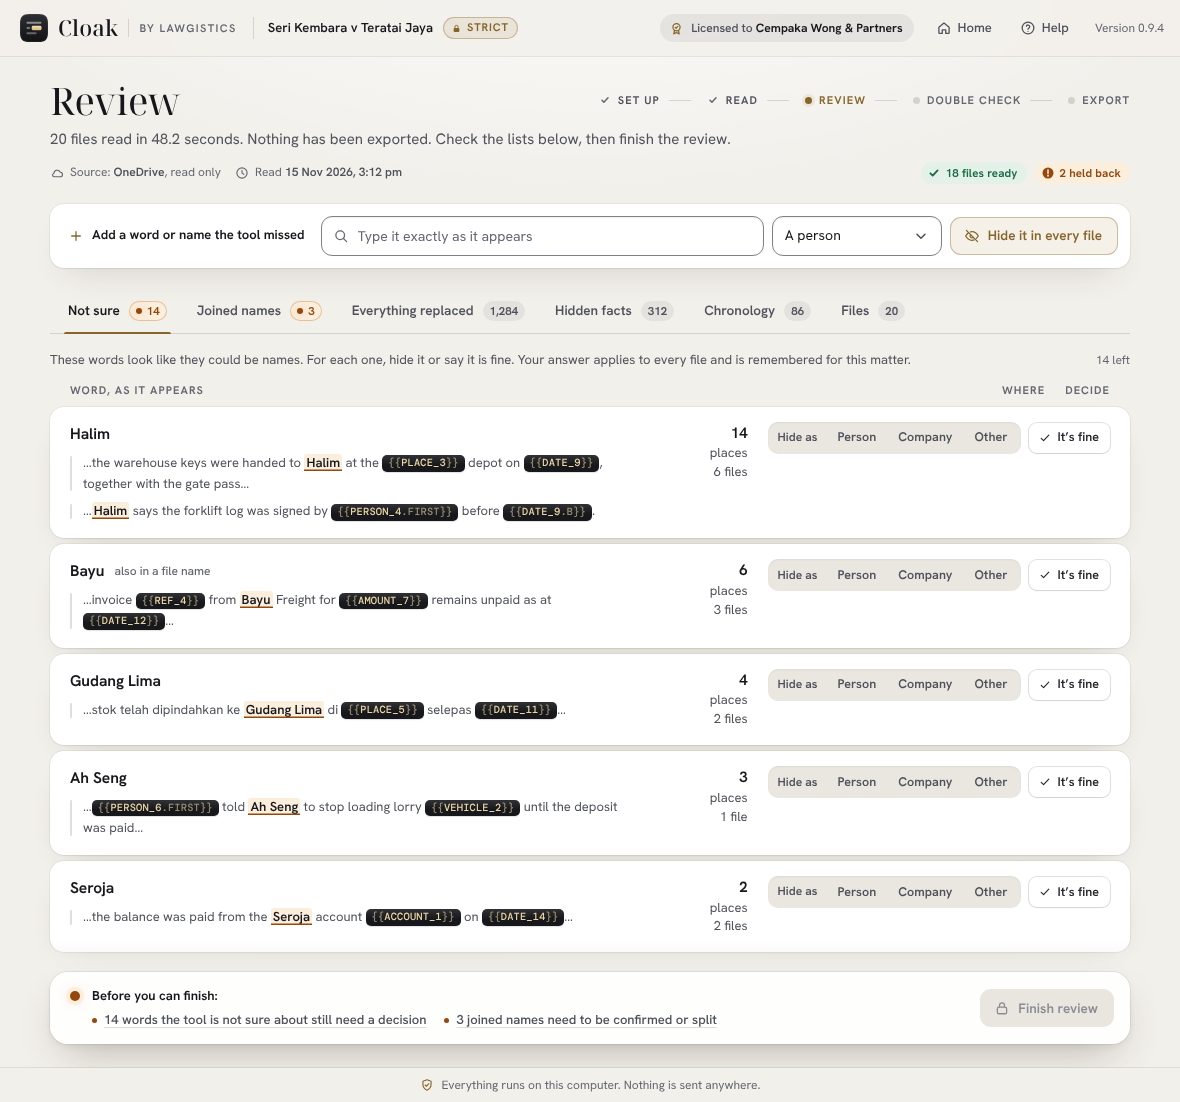 Cloak BY LAWGISTICS Seri Kembara v Teratai Jaya STRICT Licensed to Cempaka Wong & Partners Home Help Version 0.9.4
Review
SET UP READ REVIEW DOUBLE CHECK EXPORT
20 files read in 48.2 seconds. Nothing has been exported. Check the lists below, then finish the review.
Source: OneDrive, read only Read 15 Nov 2026, 3:12 pm 18 files ready 2 held back
Add a word or name the tool missed Type it exactly as it appears A person Hide it in every file
Not sure 14 Joined names 3 Everything replaced 1,284 Hidden facts 312 Chronology 86 Files 20
These words look like they could be names. For each one, hide it or say it is fine. Your answer applies to every file and is remembered for this matter. 14 left
WORD, AS IT APPEARS WHERE DECIDE
Halim 14 places 6 files Hide as Person Company Other It's fine
...the warehouse keys were handed to Halim at the {{PLACE_3}} depot on {{DATE_9}},
together with the gate pass...
...Halim says the forklift log was signed by {{PERSON_4.FIRST}} before {{DATE_9.B}}.
Bayu also in a file name 6 places 3 files Hide as Person Company Other It's fine
...invoice {{REF_4}} from Bayu Freight for {{AMOUNT_7}} remains unpaid as at
{{DATE_12}}...
Gudang Lima 4 places 2 files Hide as Person Company Other It's fine
...stok telah dipindahkan ke Gudang Lima di {{PLACE_5}} selepas {{DATE_11}}...
Ah Seng 3 places 1 file Hide as Person Company Other It's fine
...{{PERSON_6.FIRST}} told Ah Seng to stop loading lorry {{VEHICLE_2}} until the deposit
was paid...
Seroja 2 places 2 files Hide as Person Company Other It's fine
...the balance was paid from the Seroja account {{ACCOUNT_1}} on {{DATE_14}}...
Before you can finish:
14 words the tool is not sure about still need a decision 3 joined names need to be confirmed or split Finish review
Everything runs on this computer. Nothing is sent anywhere.